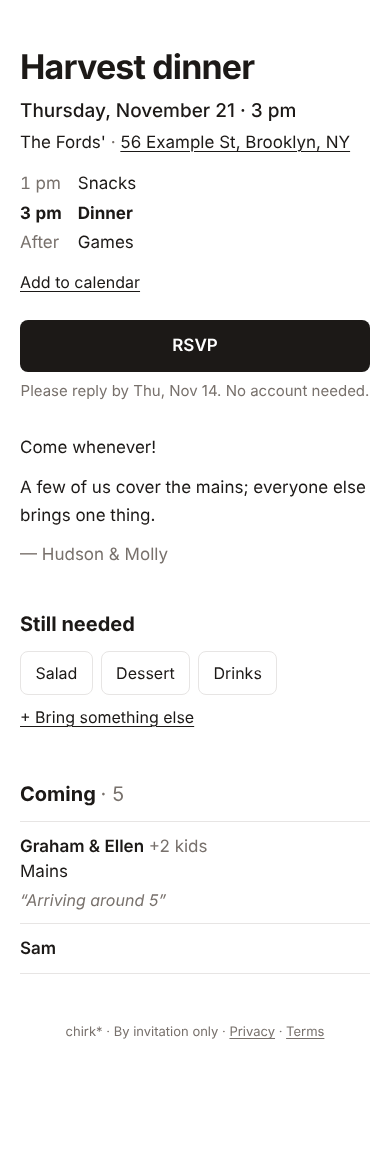 Harvest dinner
Thursday, November 21 · 3 pm
The Fords' · 56 Example St, Brooklyn, NY
1 pm Snacks
3 pm Dinner
After Games
Add to calendar
RSVP
Please reply by Thu, Nov 14. No account needed.
Come whenever!
A few of us cover the mains; everyone else
brings one thing.
— Hudson & Molly
Still needed
Salad Dessert Drinks
+ Bring something else
Coming · 5
Graham & Ellen +2 kids
Mains
“Arriving around 5”
Sam
chirk* · By invitation only · Privacy · Terms